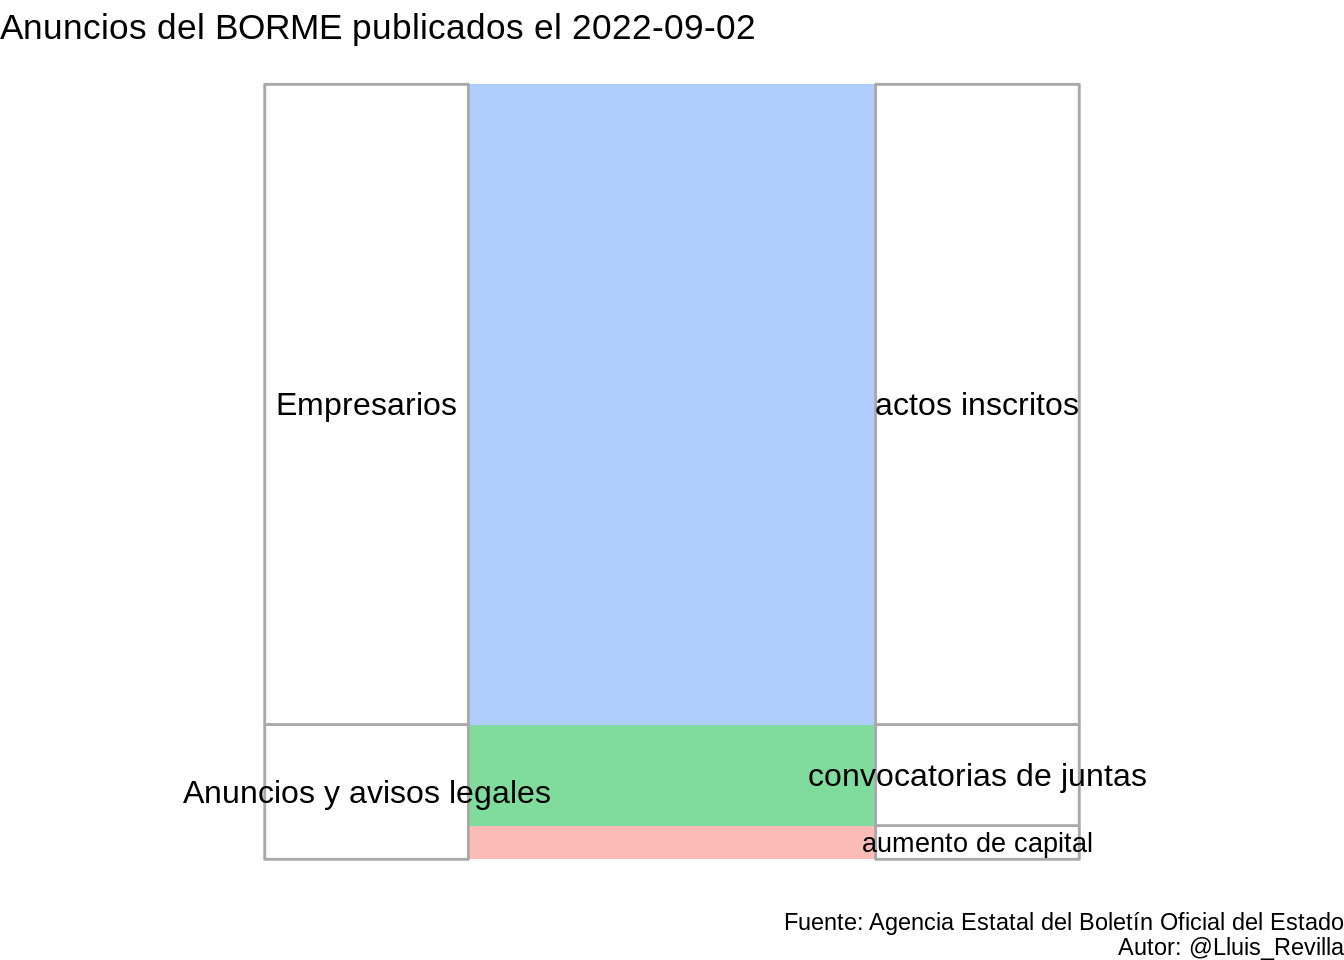 Anuncios del BORME publicados el 2022-09-02
Empresarios
actos inscritos
Anuncios y avisos legales
convocatorias de juntas
aumento de capital
Fuente: Agencia Estatal del Boletín Oficial del Estado
Autor: @Lluis_Revilla